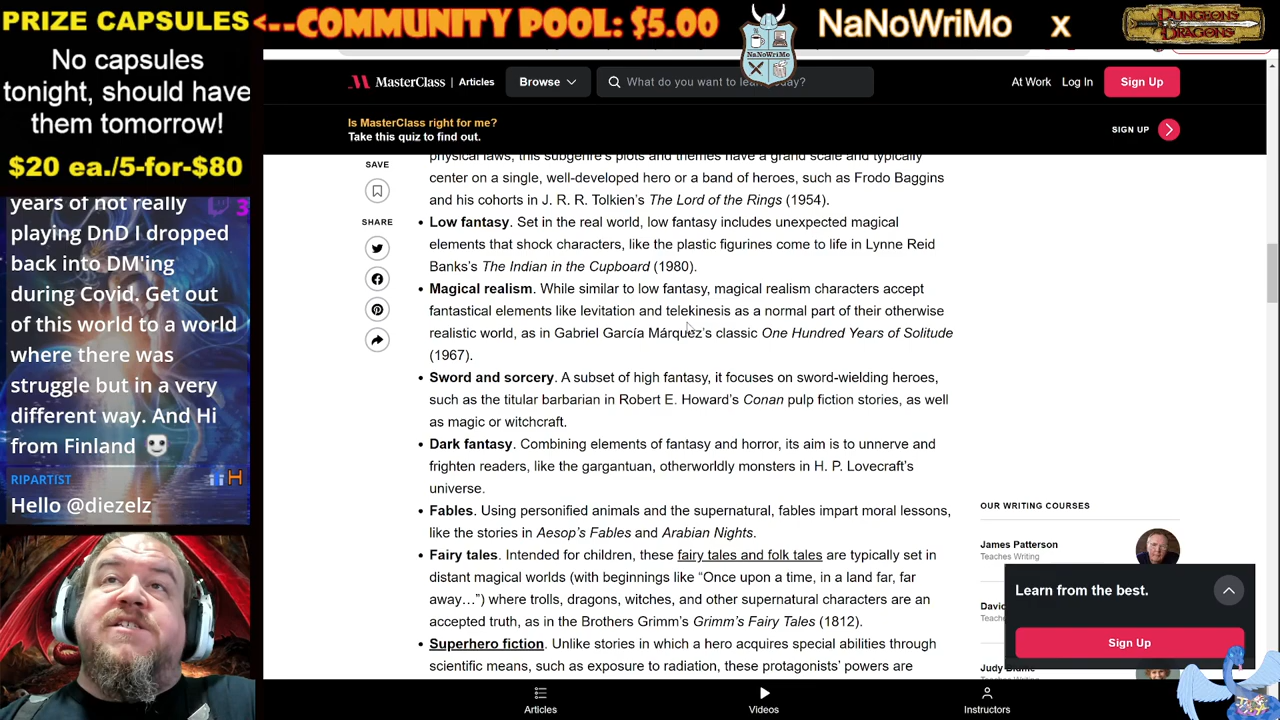 PRIZE CAPSULES
No capsules
tonight, should have
them tomorrow!
$20 ea./5-for-$80
<--COMMUNITY POOL: $5.00
NaNoWriMo
NaNoWriMo
x
DUNGEONS & DRAGONS
years of not really
playing DnD I dropped
back into DM'ing
during Covid. Get out
of this world to a world
where there was
struggle but in a very
different way. And Hi
from Finland
RIPARTIST
Hello @diezelz
MasterClass | Articles
Browse
What do you want to learn today?
At Work
Log In
Sign Up
Is MasterClass right for me?
Take this quiz to find out.
SIGN UP
SAVE
SHARE
physical laws, this subgenre's plots and themes have a grand scale and typically
center on a single, well-developed hero or a band of heroes, such as Frodo Baggins
and his cohorts in J. R. R. Tolkien's The Lord of the Rings (1954).
• Low fantasy. Set in the real world, low fantasy includes unexpected magical
elements that shock characters, like the plastic figurines come to life in Lynne Reid
Banks's The Indian in the Cupboard (1980).
• Magical realism. While similar to low fantasy, magical realism characters accept
fantastical elements like levitation and telekinesis as a normal part of their otherwise
realistic world, as in Gabriel García Márquez's classic One Hundred Years of Solitude
(1967).
• Sword and sorcery. A subset of high fantasy, it focuses on sword-wielding heroes,
such as the titular barbarian in Robert E. Howard's Conan pulp fiction stories, as well
as magic or witchcraft.
• Dark fantasy. Combining elements of fantasy and horror, its aim is to unnerve and
frighten readers, like the gargantuan, otherworldly monsters in H. P. Lovecraft's
universe.
• Fables. Using personified animals and the supernatural, fables impart moral lessons,
like the stories in Aesop's Fables and Arabian Nights.
• Fairy tales. Intended for children, these fairy tales and folk tales are typically set in
distant magical worlds (with beginnings like “Once upon a time, in a land far, far
away…”) where trolls, dragons, witches, and other supernatural characters are an
accepted truth, as in the Brothers Grimm's Grimm's Fairy Tales (1812).
• Superhero fiction. Unlike stories in which a hero acquires special abilities through
scientific means, such as exposure to radiation, these protagonists' powers are
OUR WRITING COURSES
James Patterson
Teaches Writing
Learn from the best.
Sign Up
Judy Blume
Articles
Videos
Instructors